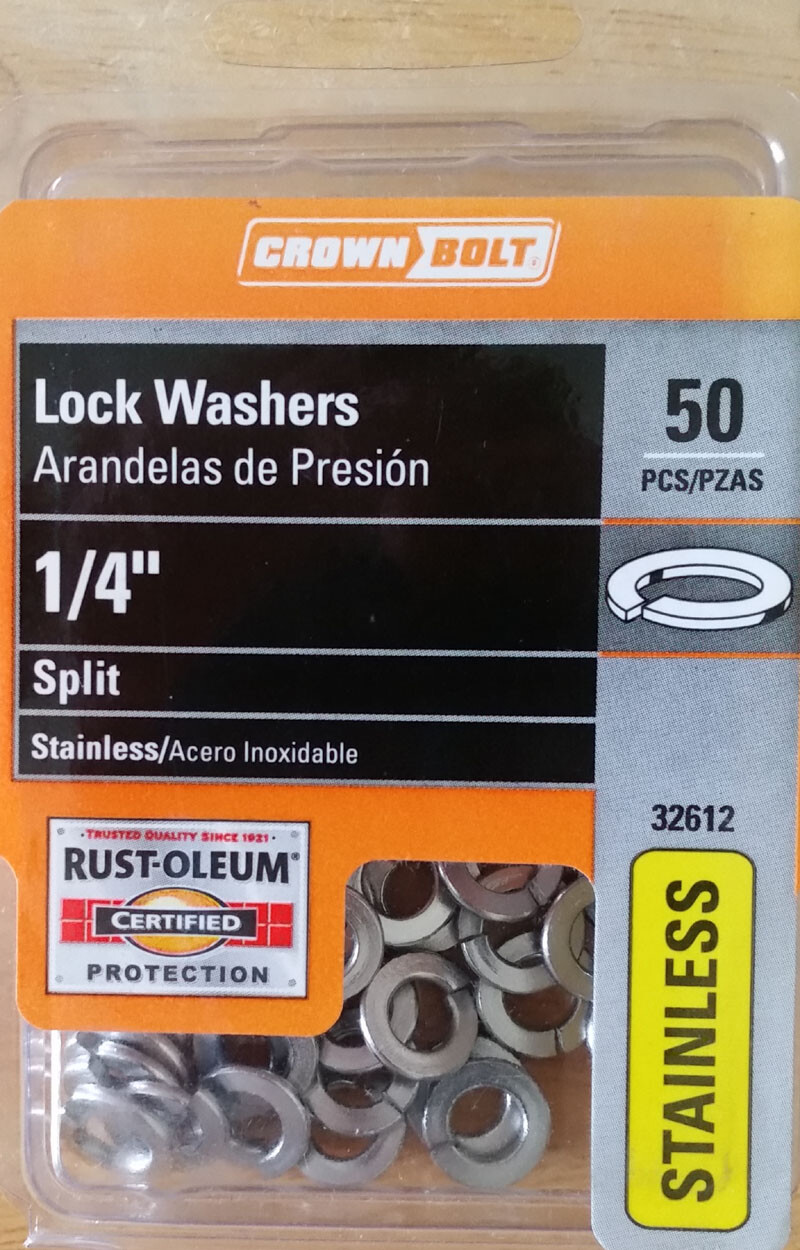 CROWN BOLT
Lock Washers
Arandelas de Presión
50
PCS/PZAS
1/4"
Split
Stainless/Acero Inoxidable
32612
· TRUSTED QUALITY SINCE 1921 ·
RUST-OLEUM®
CERTIFIED
PROTECTION
STAINLESS